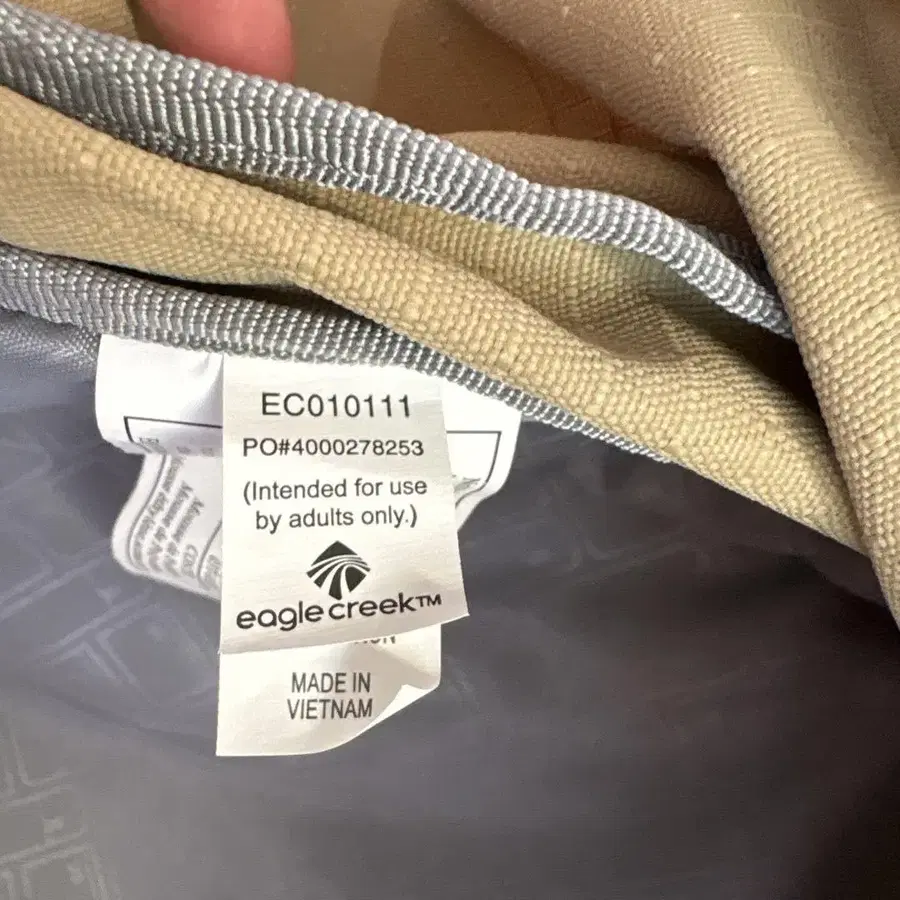 EC010111
PO#4000278253
(Intended for use
by adults only.)
eagle creek™
MADE IN
VIETNAM